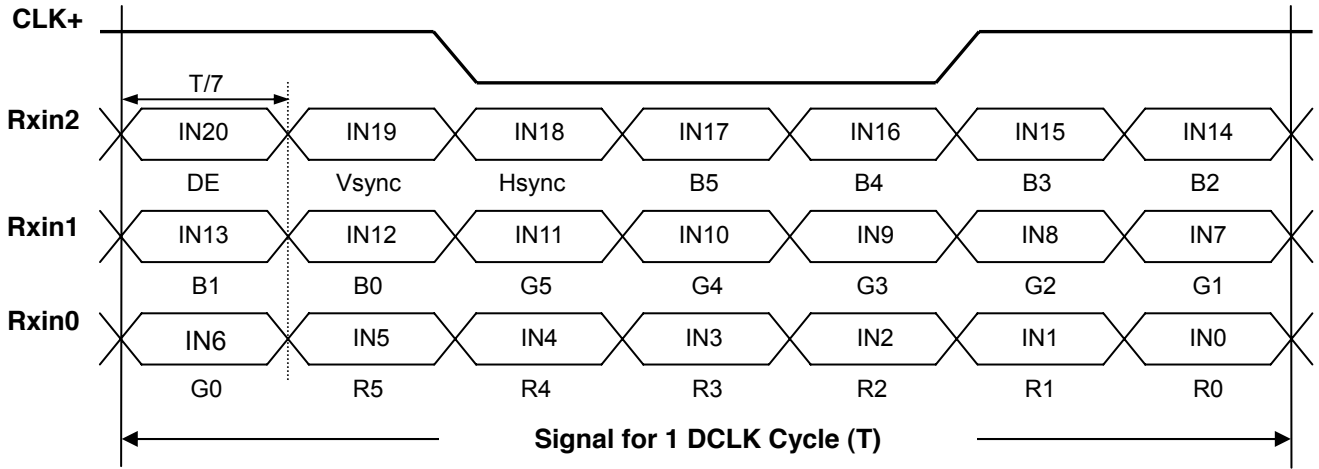 CLK+
T/7
Rxin2 IN20 IN19 IN18 IN17 IN16 IN15 IN14
DE Vsync Hsync B5 B4 B3 B2
Rxin1 IN13 IN12 IN11 IN10 IN9 IN8 IN7
B1 B0 G5 G4 G3 G2 G1
Rxin0 IN6 IN5 IN4 IN3 IN2 IN1 IN0
G0 R5 R4 R3 R2 R1 R0
Signal for 1 DCLK Cycle (T)